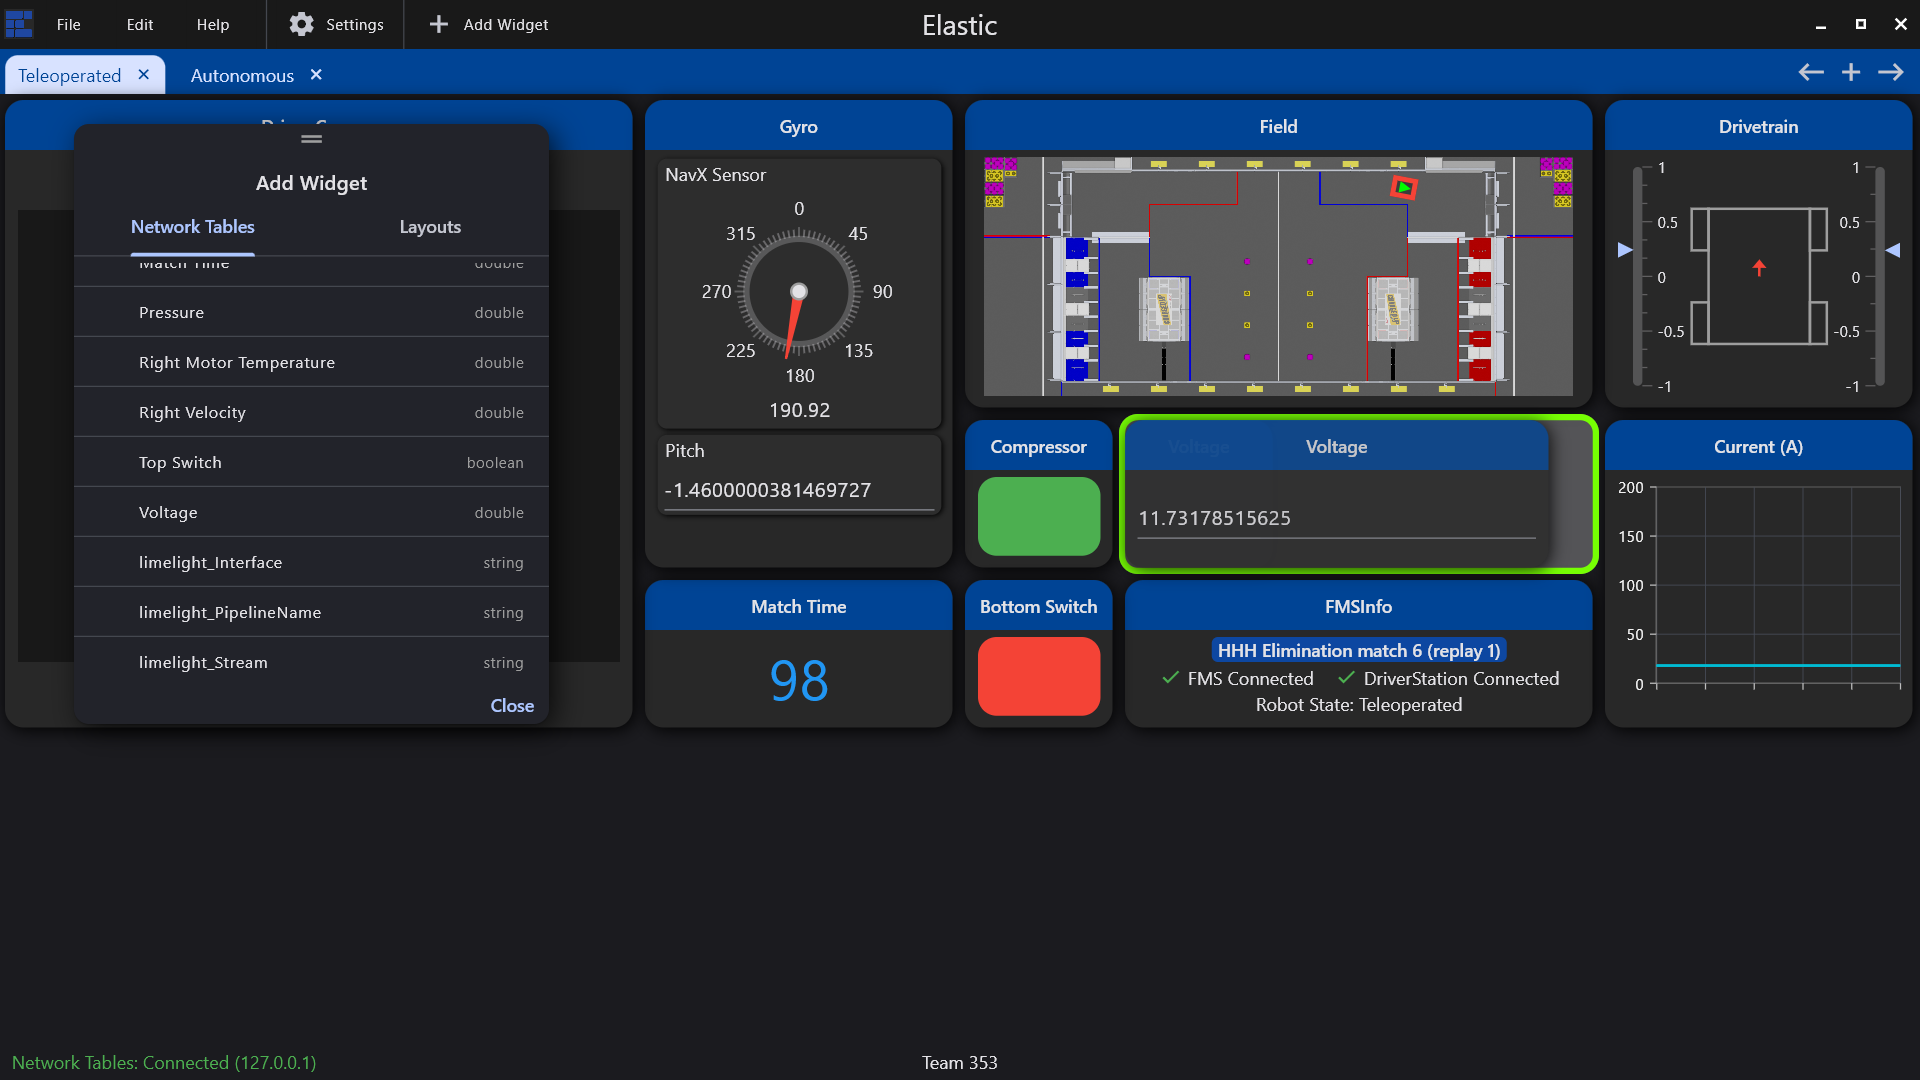 File Edit Help Settings Add Widget Elastic
Teleoperated Autonomous
Add Widget
Network Tables Layouts
Match Time double
Pressure double
Right Motor Temperature double
Right Velocity double
Top Switch boolean
Voltage double
limelight_Interface string
limelight_PipelineName string
limelight_Stream string
Close
Gyro
NavX Sensor
0
315 45
270 90
225 135
180
190.92
Pitch
-1.4600000381469727
Match Time
98
Field
Compressor
Voltage Voltage
11.73178515625
Bottom Switch
FMSInfo
HHH Elimination match 6 (replay 1)
FMS Connected DriverStation Connected
Robot State: Teleoperated
Drivetrain
1 1
0.5 0.5
0 0
-0.5 -0.5
-1 -1
Current (A)
200
150
100
50
0
Network Tables: Connected (127.0.0.1) Team 353